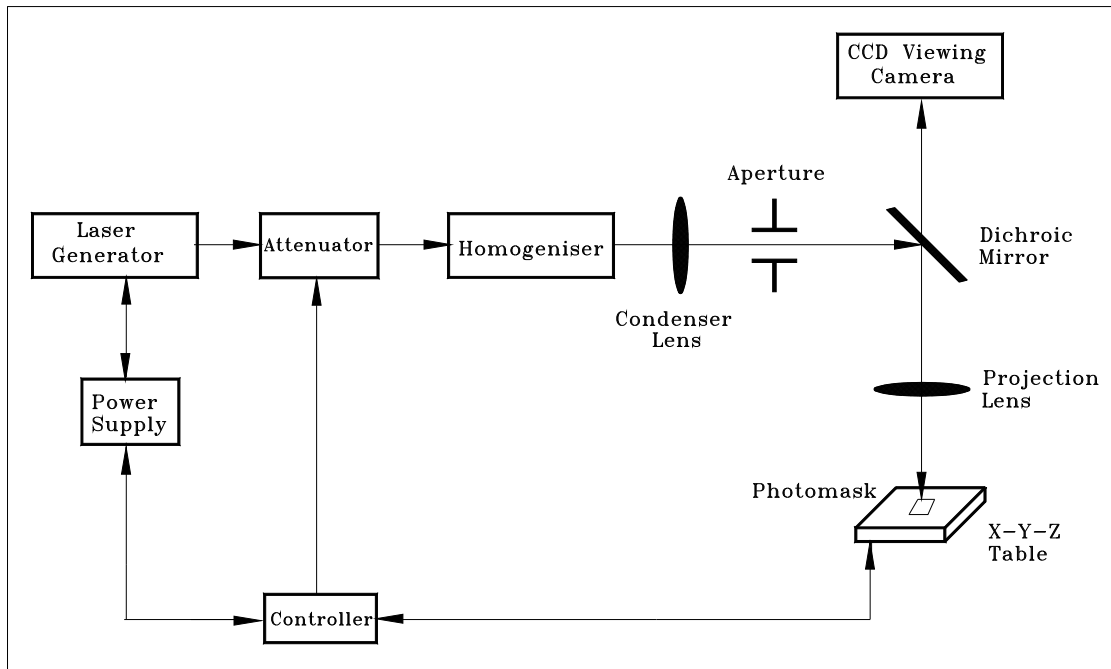 CCD Viewing
Camera
Aperture
Laser
Generator
Attenuator
Homogeniser
Dichroic
Mirror
Condenser
Lens
Power
Supply
Projection
Lens
Photomask
X-Y-Z
Table
Controller